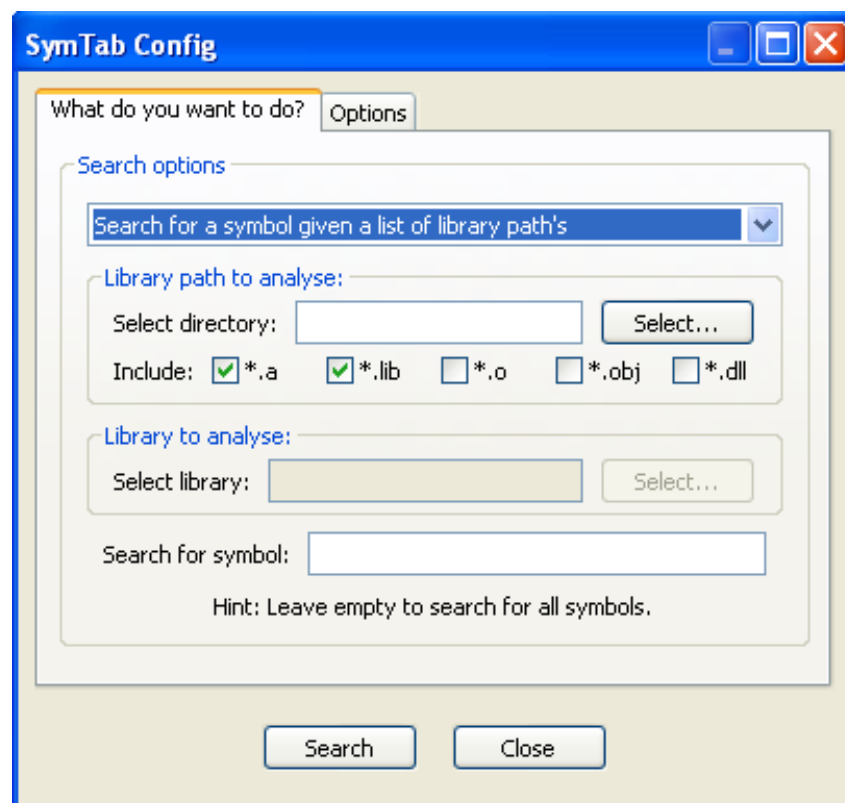 SymTab Config
What do you want to do? Options
Search options
Search for a symbol given a list of library path's
Library path to analyse:
Select directory: Select...
Include: *.a *.lib *.o *.obj *.dll
Library to analyse:
Select library: Select...
Search for symbol:
Hint: Leave empty to search for all symbols.
Search Close